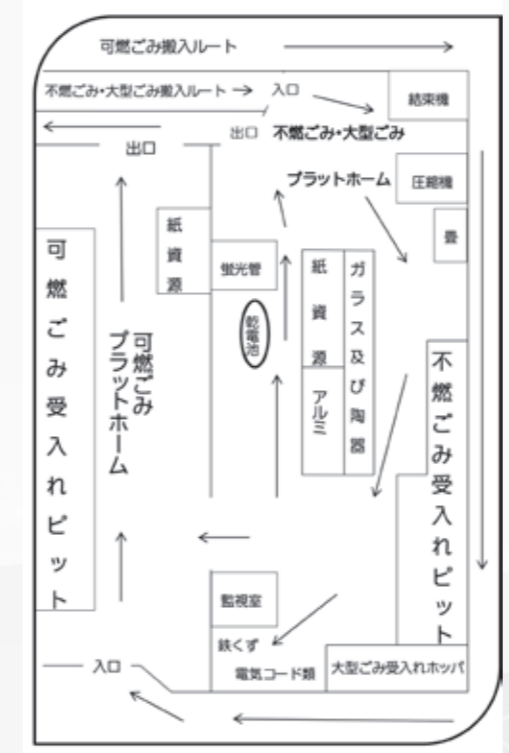 可燃ごみ搬入ルート
不燃ごみ・大型ごみ搬入ルート
入口
結束機
出口
不燃ごみ・大型ごみ
プラットホーム
出口
圧縮機
畳
紙資源
蛍光管
乾電池
紙資源
アルミ
ガラス及び陶器
可燃ごみ受入れピット
可燃ごみ
プラットホーム
不燃ごみ受入れピット
監視室
鉄くず
電気コード類
大型ごみ受入れホッパ
入口